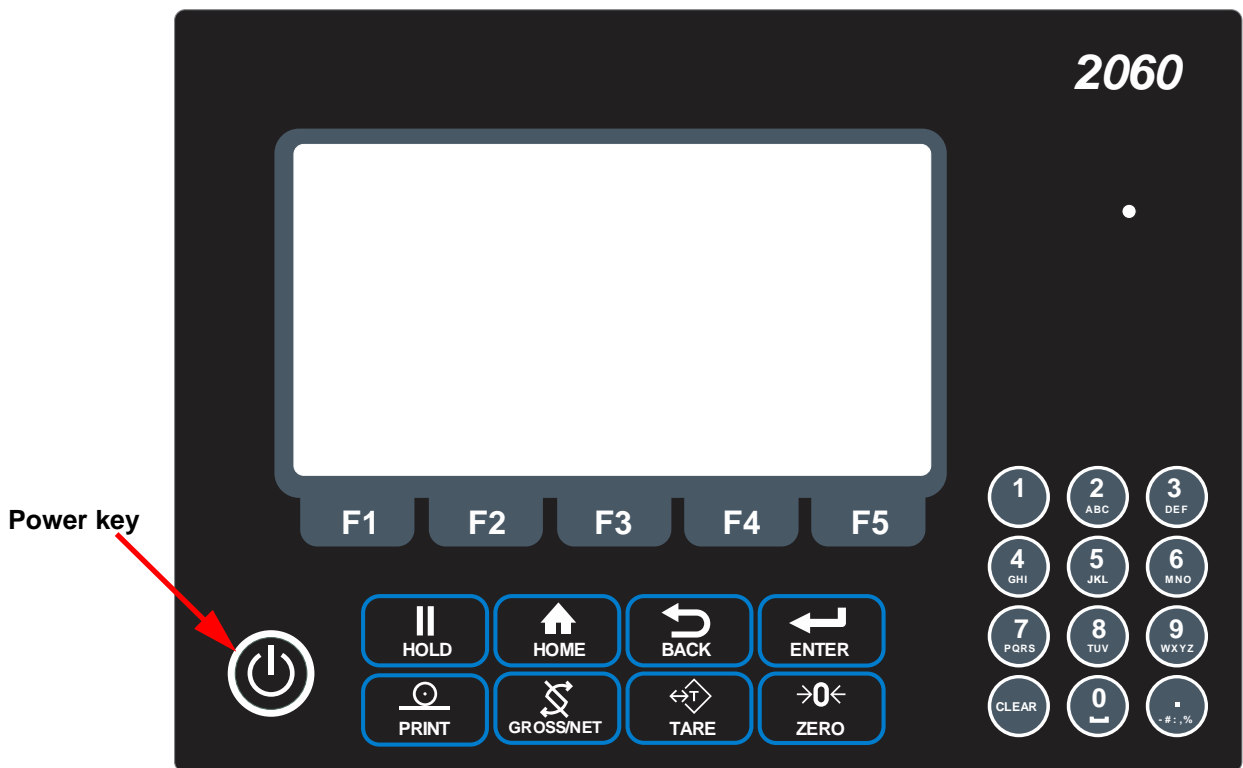 2060
Power key
F1 F2 F3 F4 F5
1 2 3
ABC DEF
4 5 6
GHI JKL MNO
7 8 9
PQRS TUV WXYZ
CLEAR 0 .
- # : , %
HOLD HOME BACK ENTER
T 0
PRINT GROSS/NET TARE ZERO